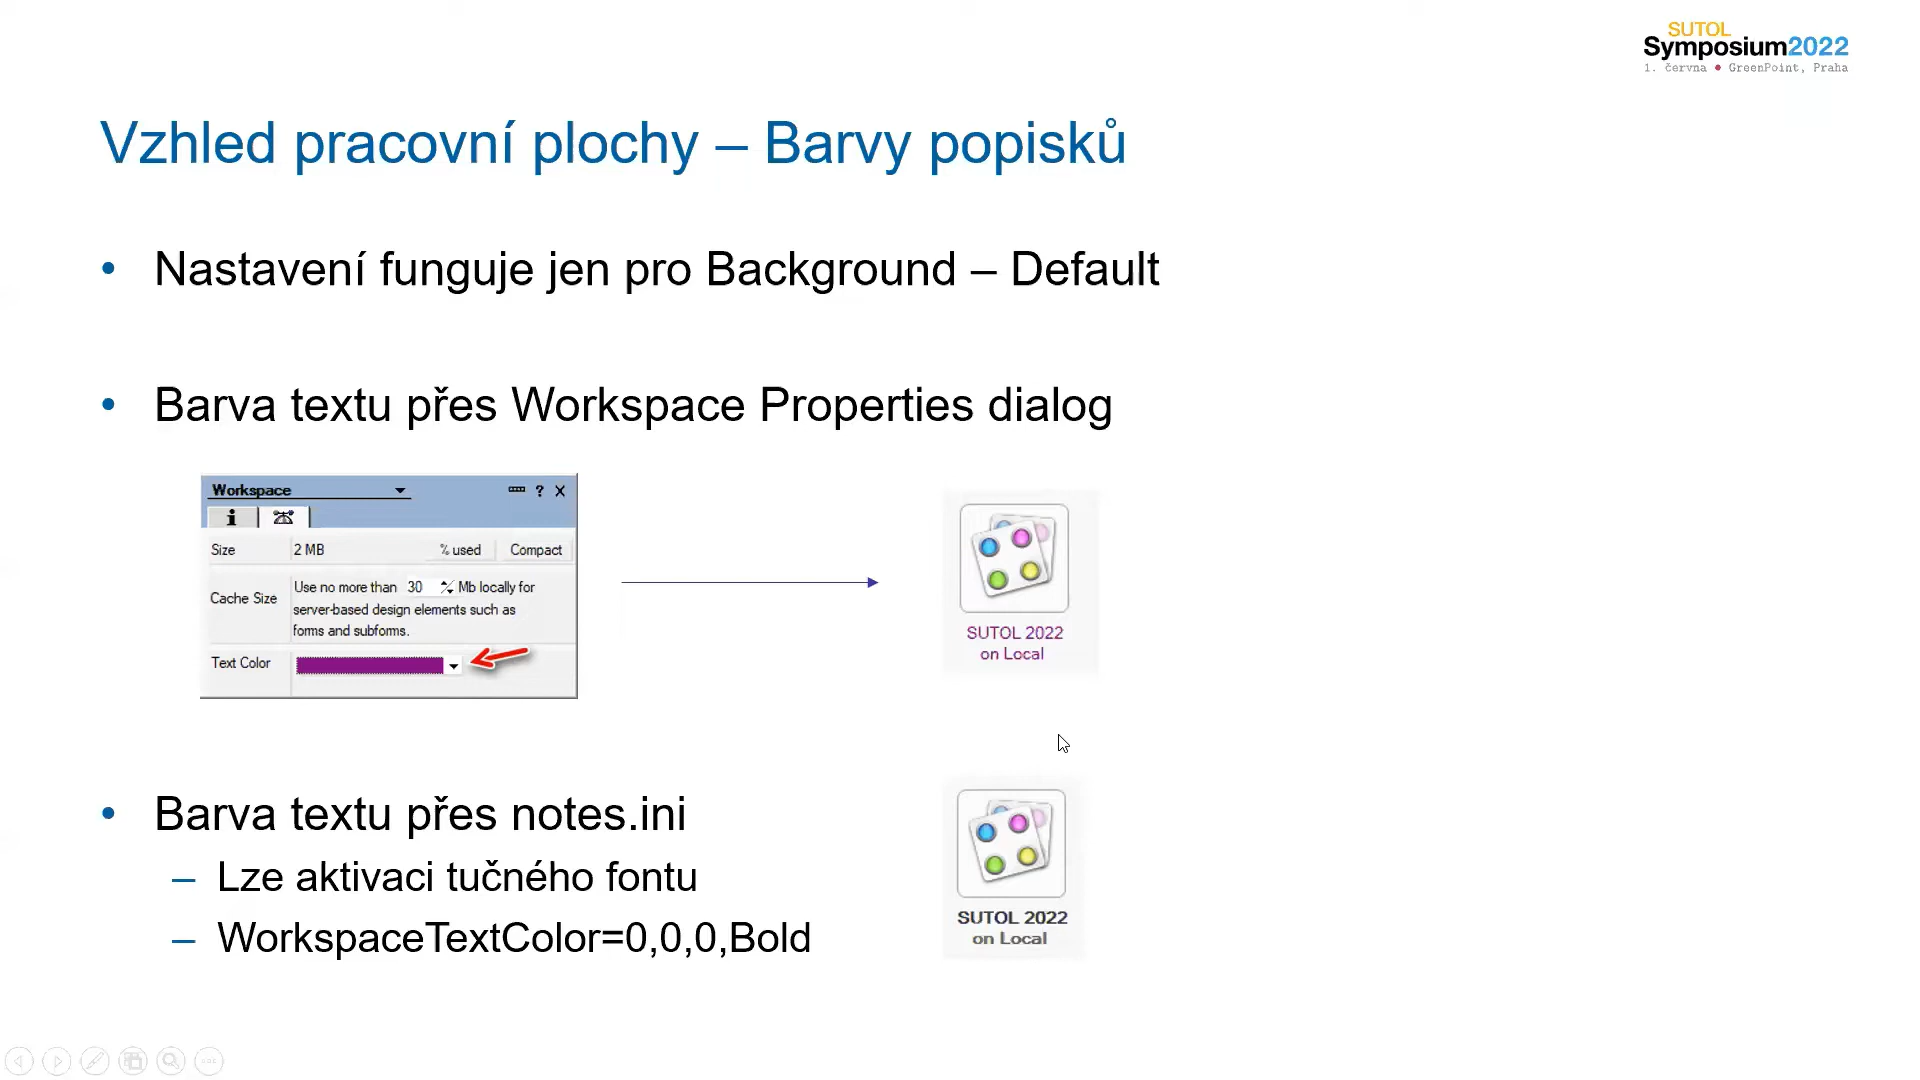 SUTOL
Symposium2022
1. června • GreenPoint, Praha
Vzhled pracovní plochy – Barvy popisků
• Nastavení funguje jen pro Background – Default
• Barva textu přes Workspace Properties dialog
Workspace
? X
i
Size 2 MB % used Compact
Cache Size
Use no more than 30 Mb locally for
server-based design elements such as
forms and subforms.
Text Color
SUTOL 2022
on Local
• Barva textu přes notes.ini
– Lze aktivaci tučného fontu
– WorkspaceTextColor=0,0,0,Bold
SUTOL 2022
on Local